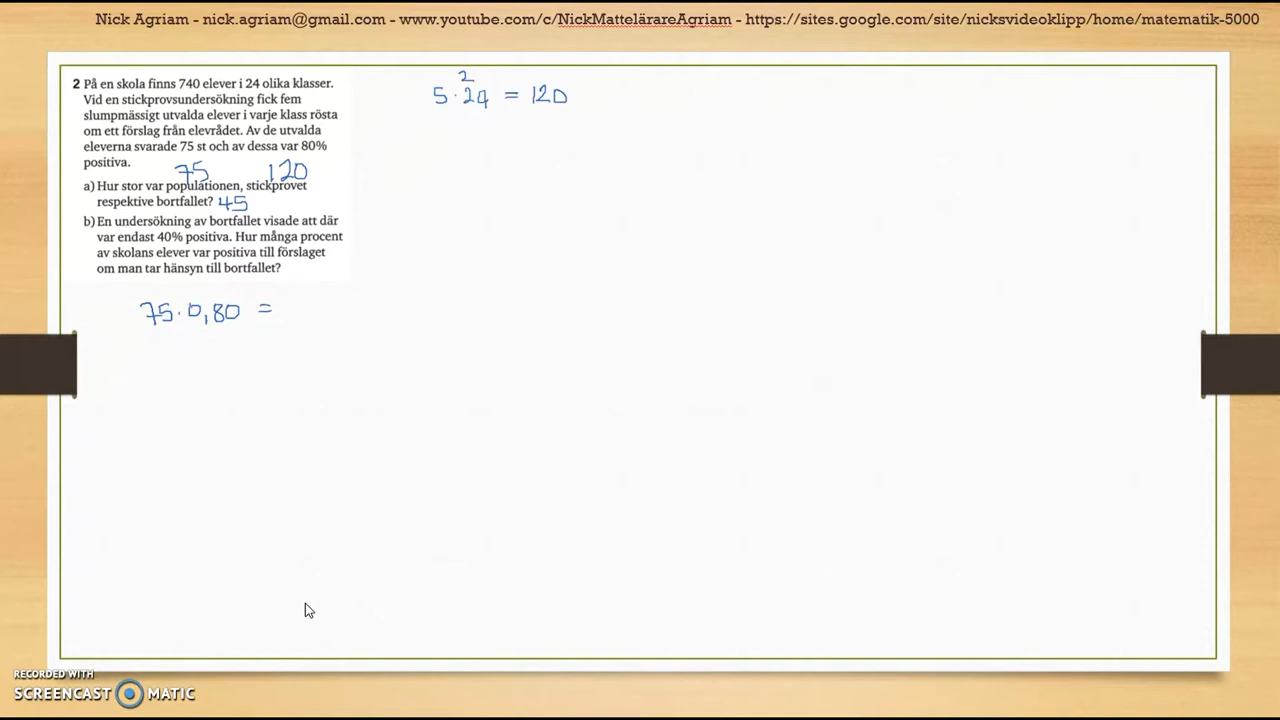 Nick Agriam - nick.agriam@gmail.com - www.youtube.com/c/NickMattelärareAgriam - https://sites.google.com/site/nicksvideoklipp/home/matematik-5000
2 På en skola finns 740 elever i 24 olika klasser.
Vid en stickprovsundersökning fick fem
slumpmässigt utvalda elever i varje klass rösta
om ett förslag från elevrådet. Av de utvalda
eleverna svarade 75 st och av dessa var 80%
positiva.
75 120
a) Hur stor var populationen, stickprovet
respektive bortfallet? 45
b) En undersökning av bortfallet visade att där
var endast 40% positiva. Hur många procent
av skolans elever var positiva till förslaget
om man tar hänsyn till bortfallet?
75·0,80 =
2
5·24 = 120
RECORDED WITH
SCREENCAST MATIC